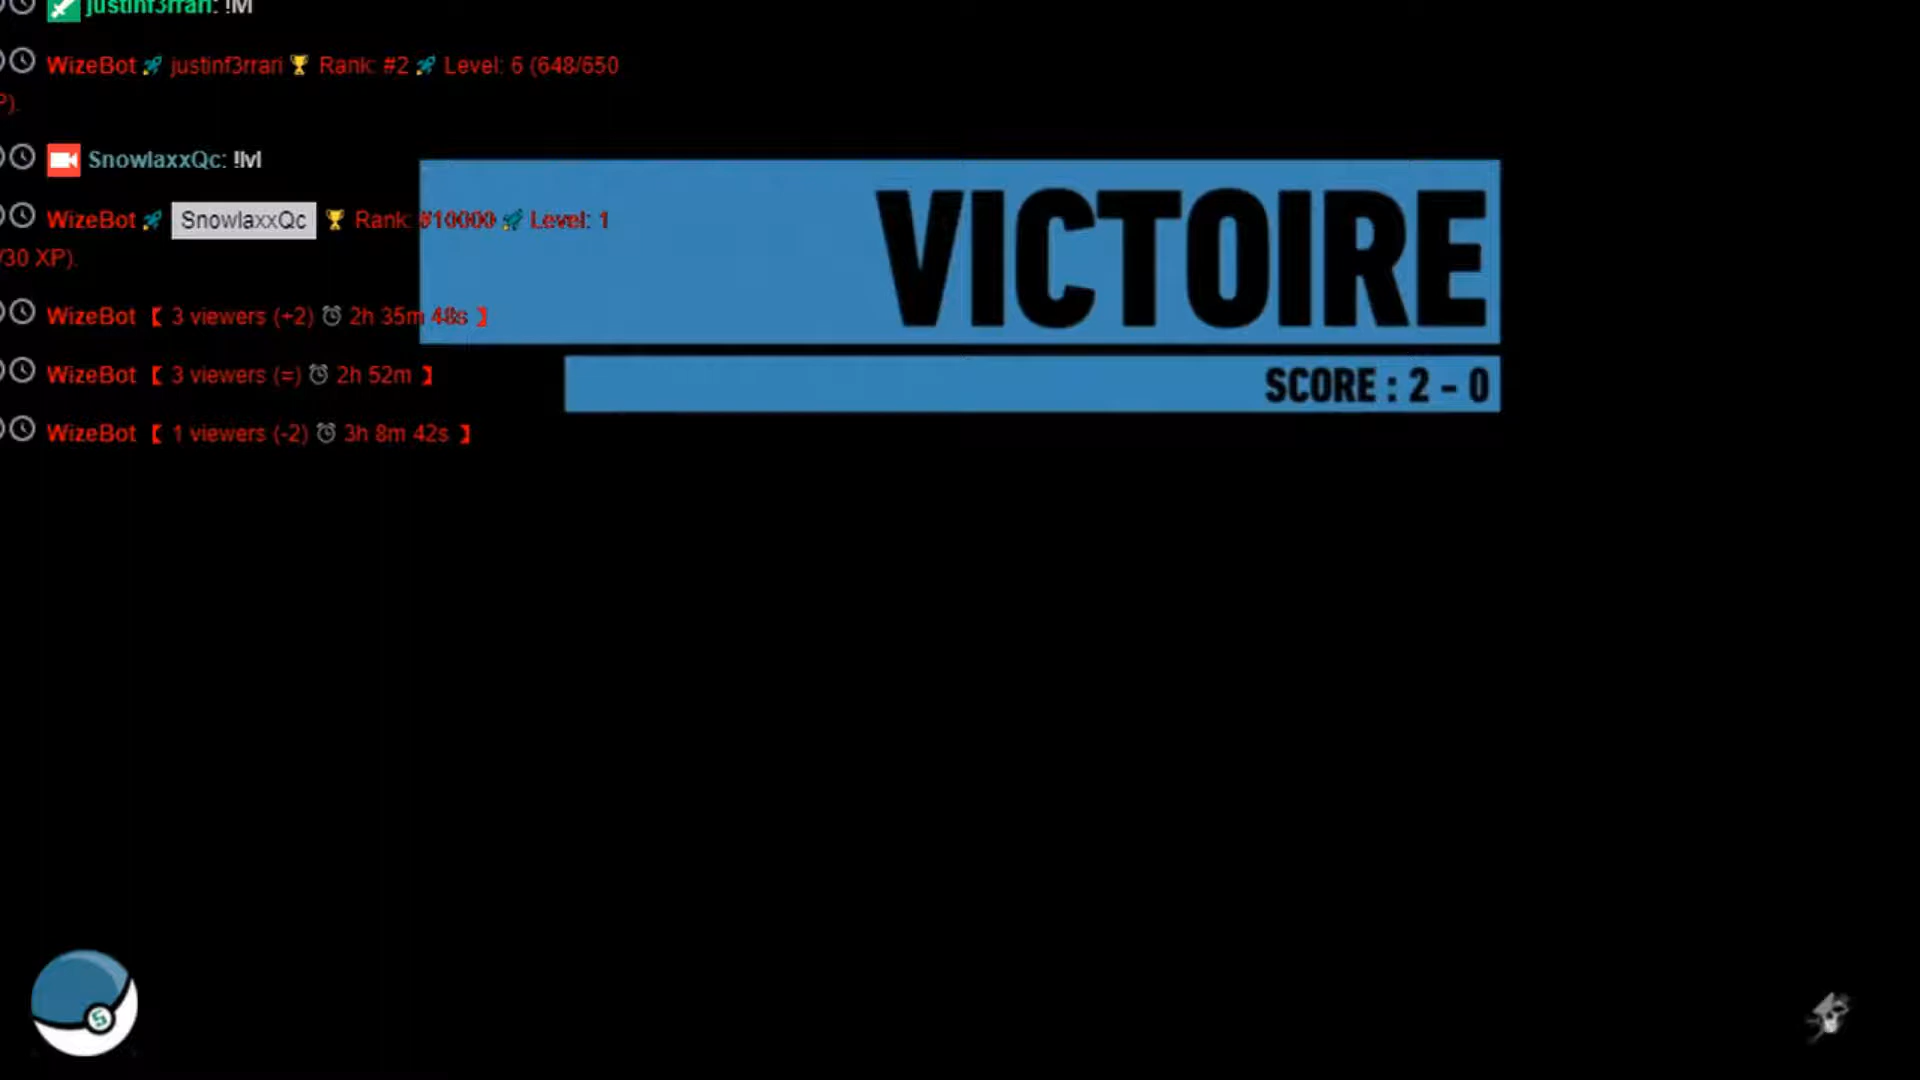 justinf3rrari: !lvl
WizeBot justinf3rrari Rank: #2 Level: 6 (648/650
P).
SnowlaxxQc: !lvl
WizeBot SnowlaxxQc Rank: #10000 Level: 1
/30 XP).
WizeBot 【 3 viewers (+2) 2h 35m 48s 】
WizeBot 【 3 viewers (=) 2h 52m 】
WizeBot 【 1 viewers (-2) 3h 8m 42s 】
VICTOIRE
SCORE : 2 - 0
S